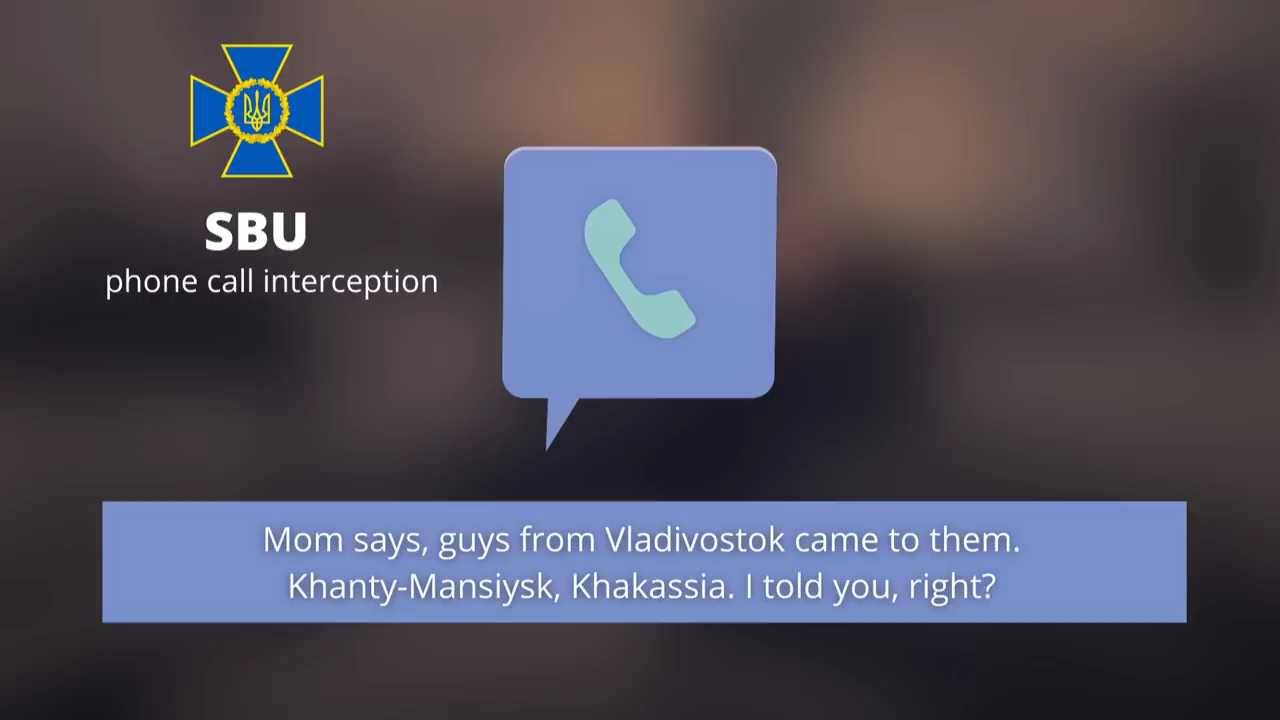 SBU
phone call interception
Mom says, guys from Vladivostok came to them.
Khanty-Mansiysk, Khakassia. I told you, right?